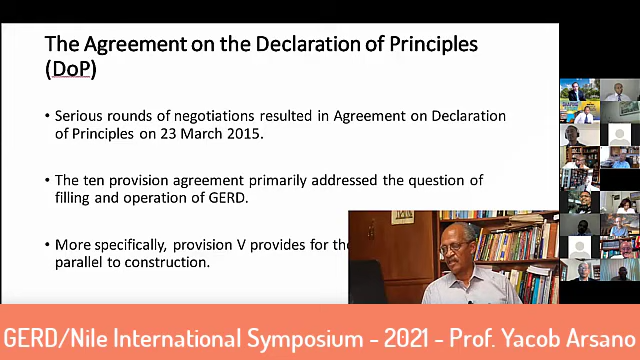 The Agreement on the Declaration of Principles
(DoP)
• Serious rounds of negotiations resulted in Agreement on Declaration
of Principles on 23 March 2015.
• The ten provision agreement primarily addressed the question of
filling and operation of GERD.
• More specifically, provision V provides for the
parallel to construction.
GERD/Nile International Symposium - 2021 - Prof. Yacob Arsano